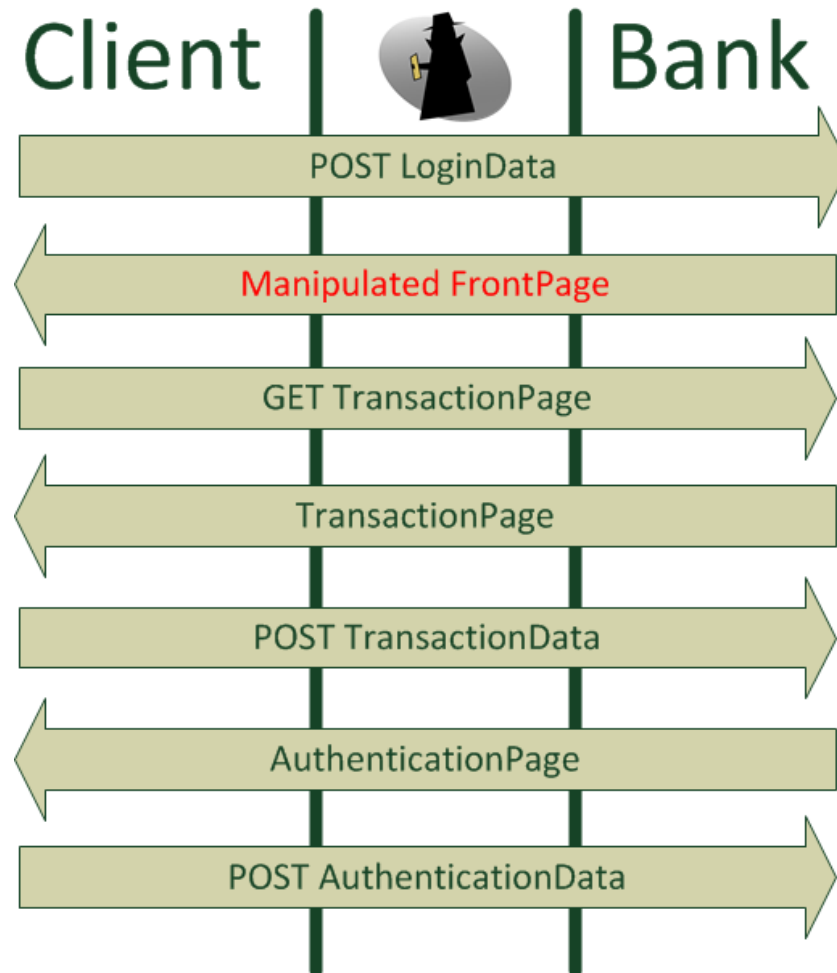 Client
Bank
POST LoginData
Manipulated FrontPage
GET TransactionPage
TransactionPage
POST TransactionData
AuthenticationPage
POST AuthenticationData